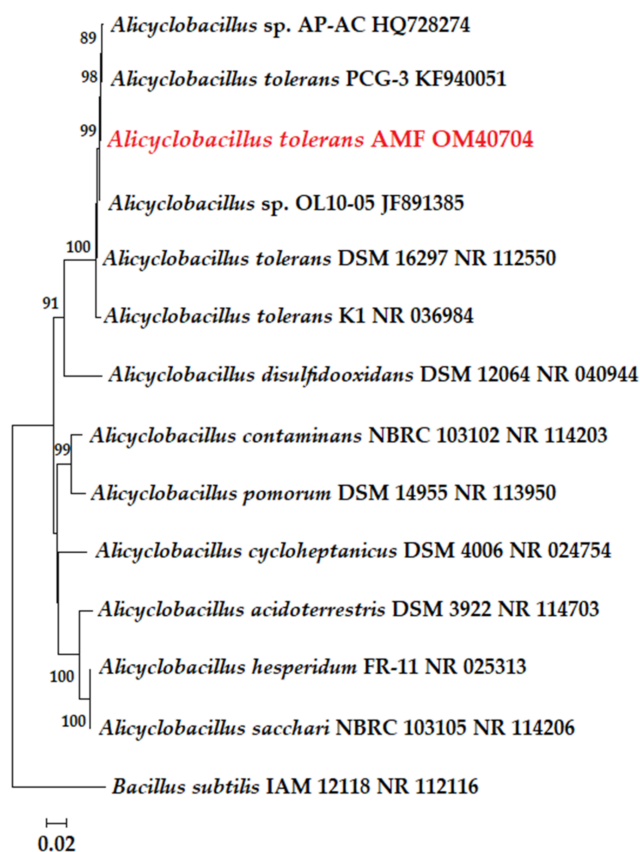 Alicyclobacillus sp. AP-AC HQ728274
89
98
Alicyclobacillus tolerans PCG-3 KF940051
99
Alicyclobacillus tolerans AMF OM40704
Alicyclobacillus sp. OL10-05 JF891385
100
Alicyclobacillus tolerans DSM 16297 NR 112550
91
Alicyclobacillus tolerans K1 NR 036984
Alicyclobacillus disulfidooxidans DSM 12064 NR 040944
Alicyclobacillus contaminans NBRC 103102 NR 114203
99
Alicyclobacillus pomorum DSM 14955 NR 113950
Alicyclobacillus cycloheptanicus DSM 4006 NR 024754
Alicyclobacillus acidoterrestris DSM 3922 NR 114703
100
Alicyclobacillus hesperidum FR-11 NR 025313
100
Alicyclobacillus sacchari NBRC 103105 NR 114206
Bacillus subtilis IAM 12118 NR 112116
0.02